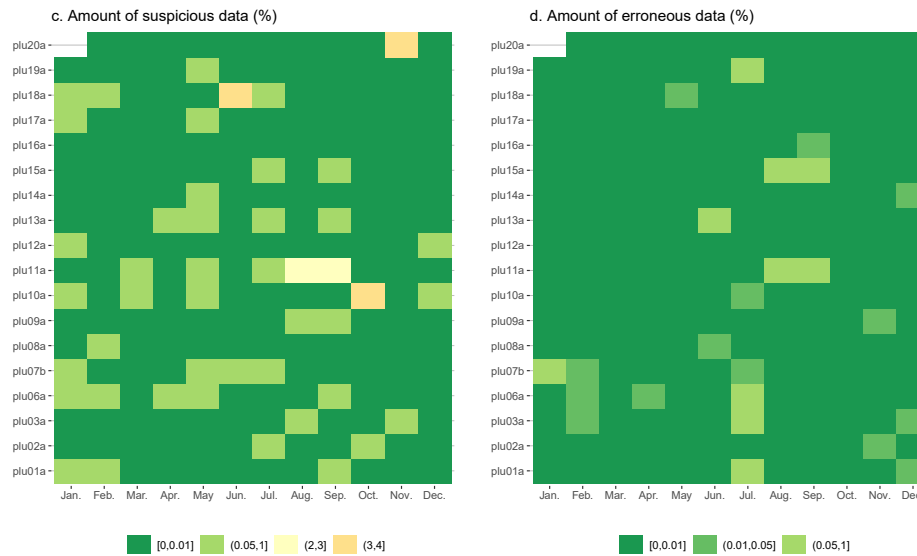 c. Amount of suspicious data (%)
plu20a
plu19a
plu18a
plu17a
plu16a
plu15a
plu14a
plu13a
plu12a
plu11a
plu10a
plu09a
plu08a
plu07b
plu06a
plu03a
plu02a
plu01a
Jan. Feb. Mar. Apr. May Jun. Jul. Aug. Sep. Oct. Nov. Dec.
[0,0.01] (0.05,1] (2,3] (3,4]
d. Amount of erroneous data (%)
plu20a
plu19a
plu18a
plu17a
plu16a
plu15a
plu14a
plu13a
plu12a
plu11a
plu10a
plu09a
plu08a
plu07b
plu06a
plu03a
plu02a
plu01a
Jan. Feb. Mar. Apr. May Jun. Jul. Aug. Sep. Oct. Nov. Dec
[0,0.01] (0.01,0.05] (0.05,1]